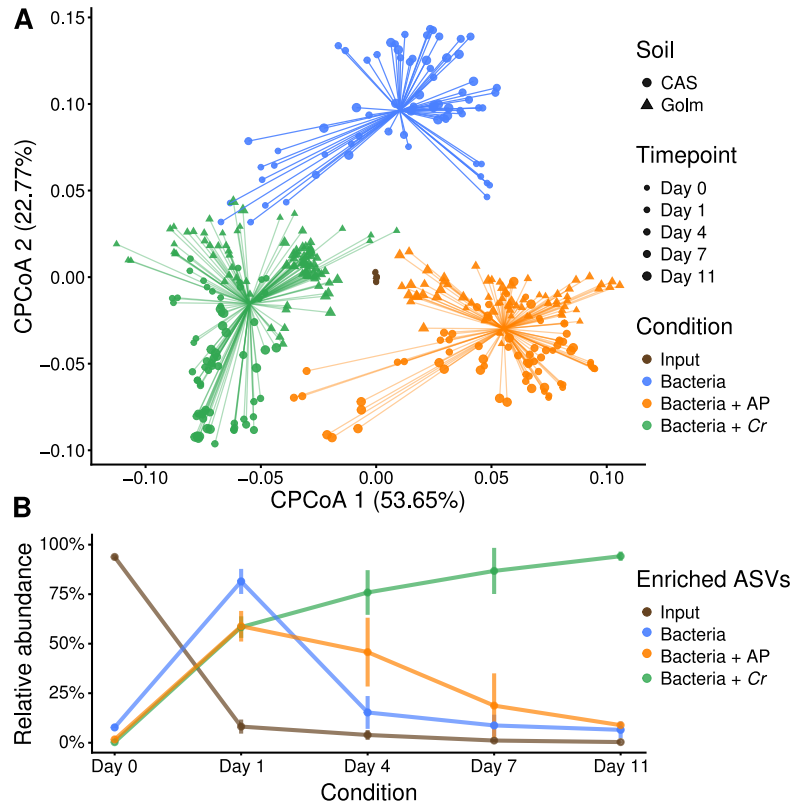 A
0.15
0.10
0.05
0.00
−0.05
−0.10
CPCoA 2 (22.77%)
−0.10
−0.05
0.00
0.05
0.10
CPCoA 1 (53.65%)
Soil
CAS
Golm
Timepoint
Day 0
Day 1
Day 4
Day 7
Day 11
Condition
Input
Bacteria
Bacteria + AP
Bacteria + Cr
B
100%
75%
50%
25%
0%
Relative abundance
Day 0
Day 1
Day 4
Day 7
Day 11
Condition
Enriched ASVs
Input
Bacteria
Bacteria + AP
Bacteria + Cr